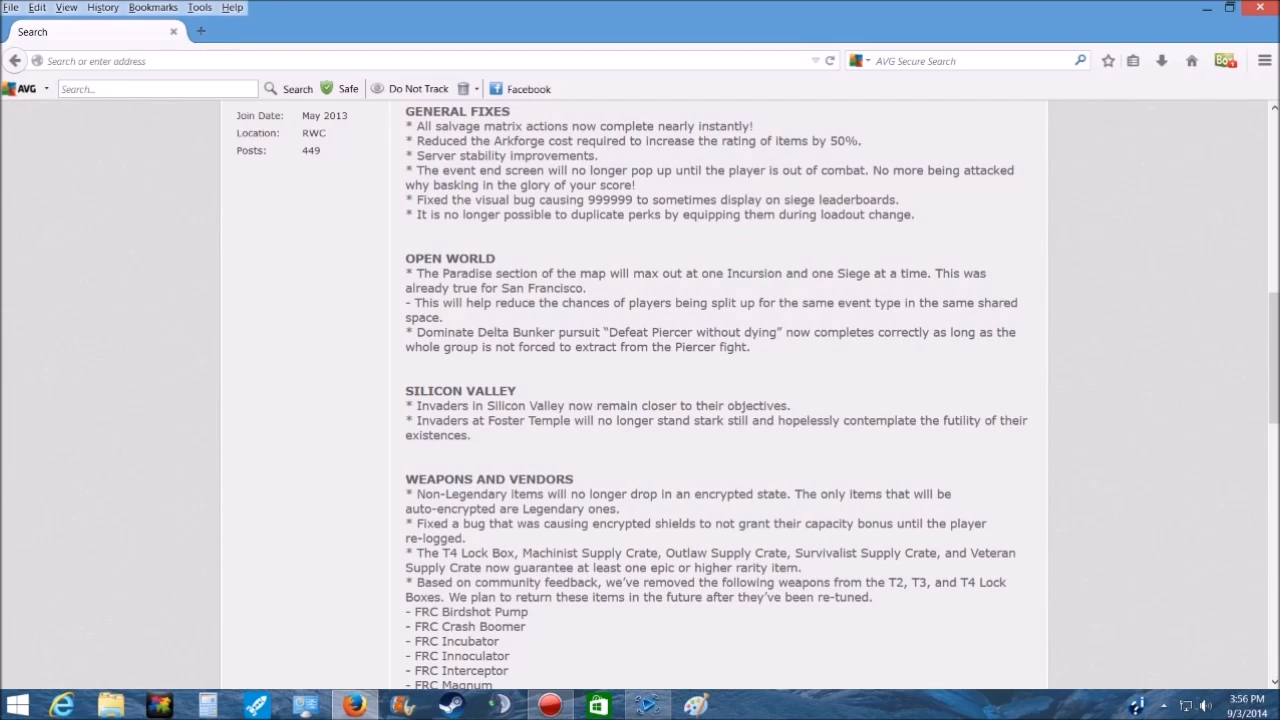 File Edit View History Bookmarks Tools Help
Search
Search or enter address
AVG Secure Search
AVG Search... Search Safe Do Not Track Facebook
Join Date: May 2013
Location: RWC
Posts: 449
GENERAL FIXES
* All salvage matrix actions now complete nearly instantly!
* Reduced the Arkforge cost required to increase the rating of items by 50%.
* Server stability improvements.
* The event end screen will no longer pop up until the player is out of combat. No more being attacked
why basking in the glory of your score!
* Fixed the visual bug causing 999999 to sometimes display on siege leaderboards.
* It is no longer possible to duplicate perks by equipping them during loadout change.
OPEN WORLD
* The Paradise section of the map will max out at one Incursion and one Siege at a time. This was
already true for San Francisco.
- This will help reduce the chances of players being split up for the same event type in the same shared
space.
* Dominate Delta Bunker pursuit “Defeat Piercer without dying” now completes correctly as long as the
whole group is not forced to extract from the Piercer fight.
SILICON VALLEY
* Invaders in Silicon Valley now remain closer to their objectives.
* Invaders at Foster Temple will no longer stand stark still and hopelessly contemplate the futility of their
existences.
WEAPONS AND VENDORS
* Non-Legendary items will no longer drop in an encrypted state. The only items that will be
auto-encrypted are Legendary ones.
* Fixed a bug that was causing encrypted shields to not grant their capacity bonus until the player
re-logged.
* The T4 Lock Box, Machinist Supply Crate, Outlaw Supply Crate, Survivalist Supply Crate, and Veteran
Supply Crate now guarantee at least one epic or higher rarity item.
* Based on community feedback, we’ve removed the following weapons from the T2, T3, and T4 Lock
Boxes. We plan to return these items in the future after they’ve been re-tuned.
- FRC Birdshot Pump
- FRC Crash Boomer
- FRC Incubator
- FRC Innoculator
- FRC Interceptor
- FRC Magnum
3:56 PM
9/3/2014